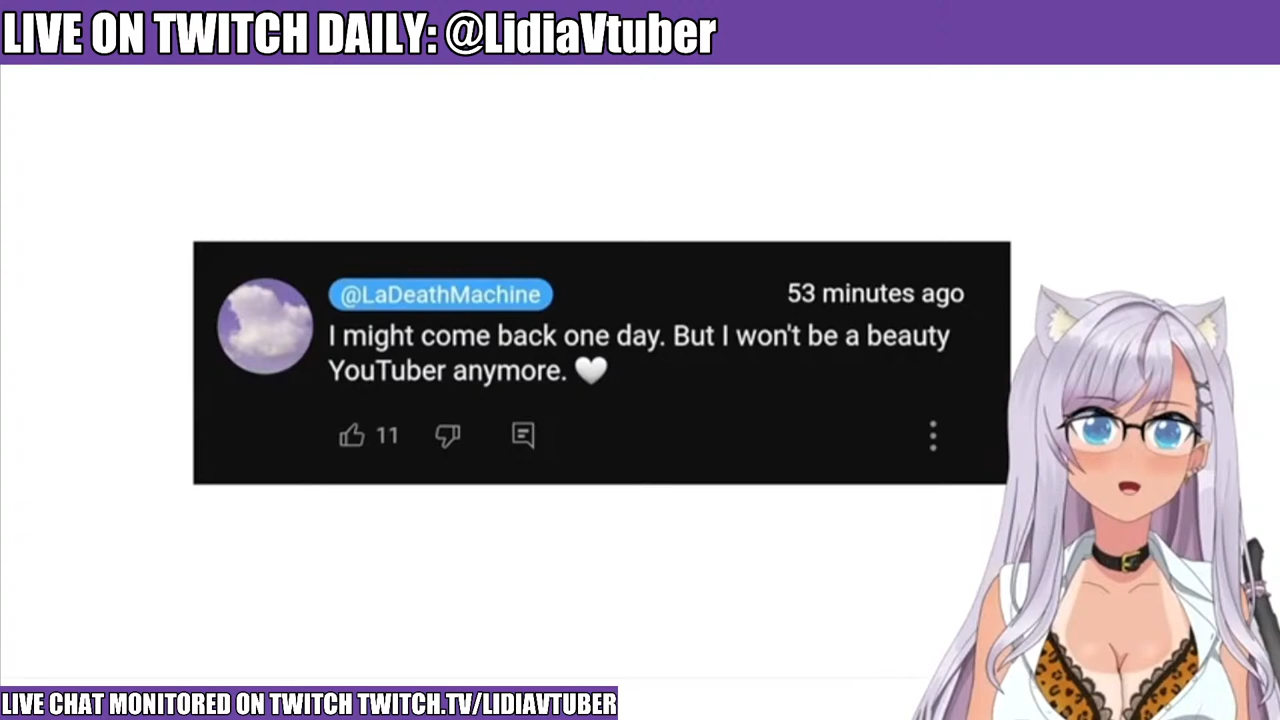 LIVE ON TWITCH DAILY: @LidiaVtuber
@LaDeathMachine
53 minutes ago
I might come back one day. But I won't be a beauty
YouTuber anymore. 🤍
11
LIVE CHAT MONITORED ON TWITCH TWITCH.TV/LIDIAVTUBER